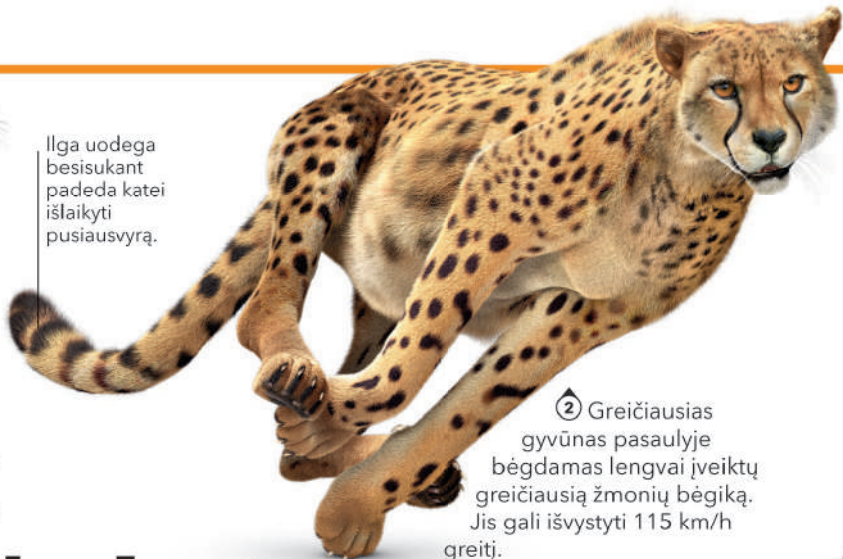 Ilga uodega
besisukant
padeda katei
išlaikyti
pusiausvyrą.
2 Greičiausias
gyvūnas pasaulyje
bėgdamas lengvai įveiktų
greičiausią žmonių bėgiką.
Jis gali išvystyti 115 km/h
greitį.